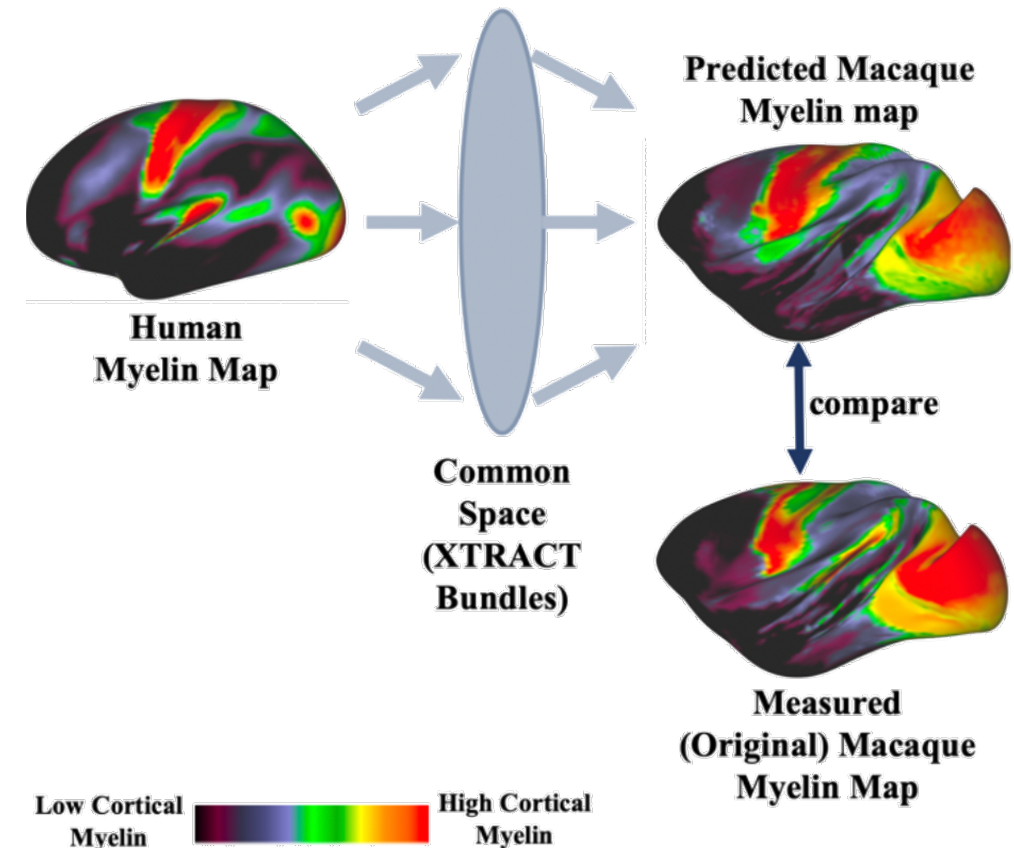 Predicted Macaque
Myelin map
Human
Myelin Map
compare
Common
Space
(XTRACT
Bundles)
Measured
(Original) Macaque
Myelin Map
Low Cortical
Myelin
High Cortical
Myelin